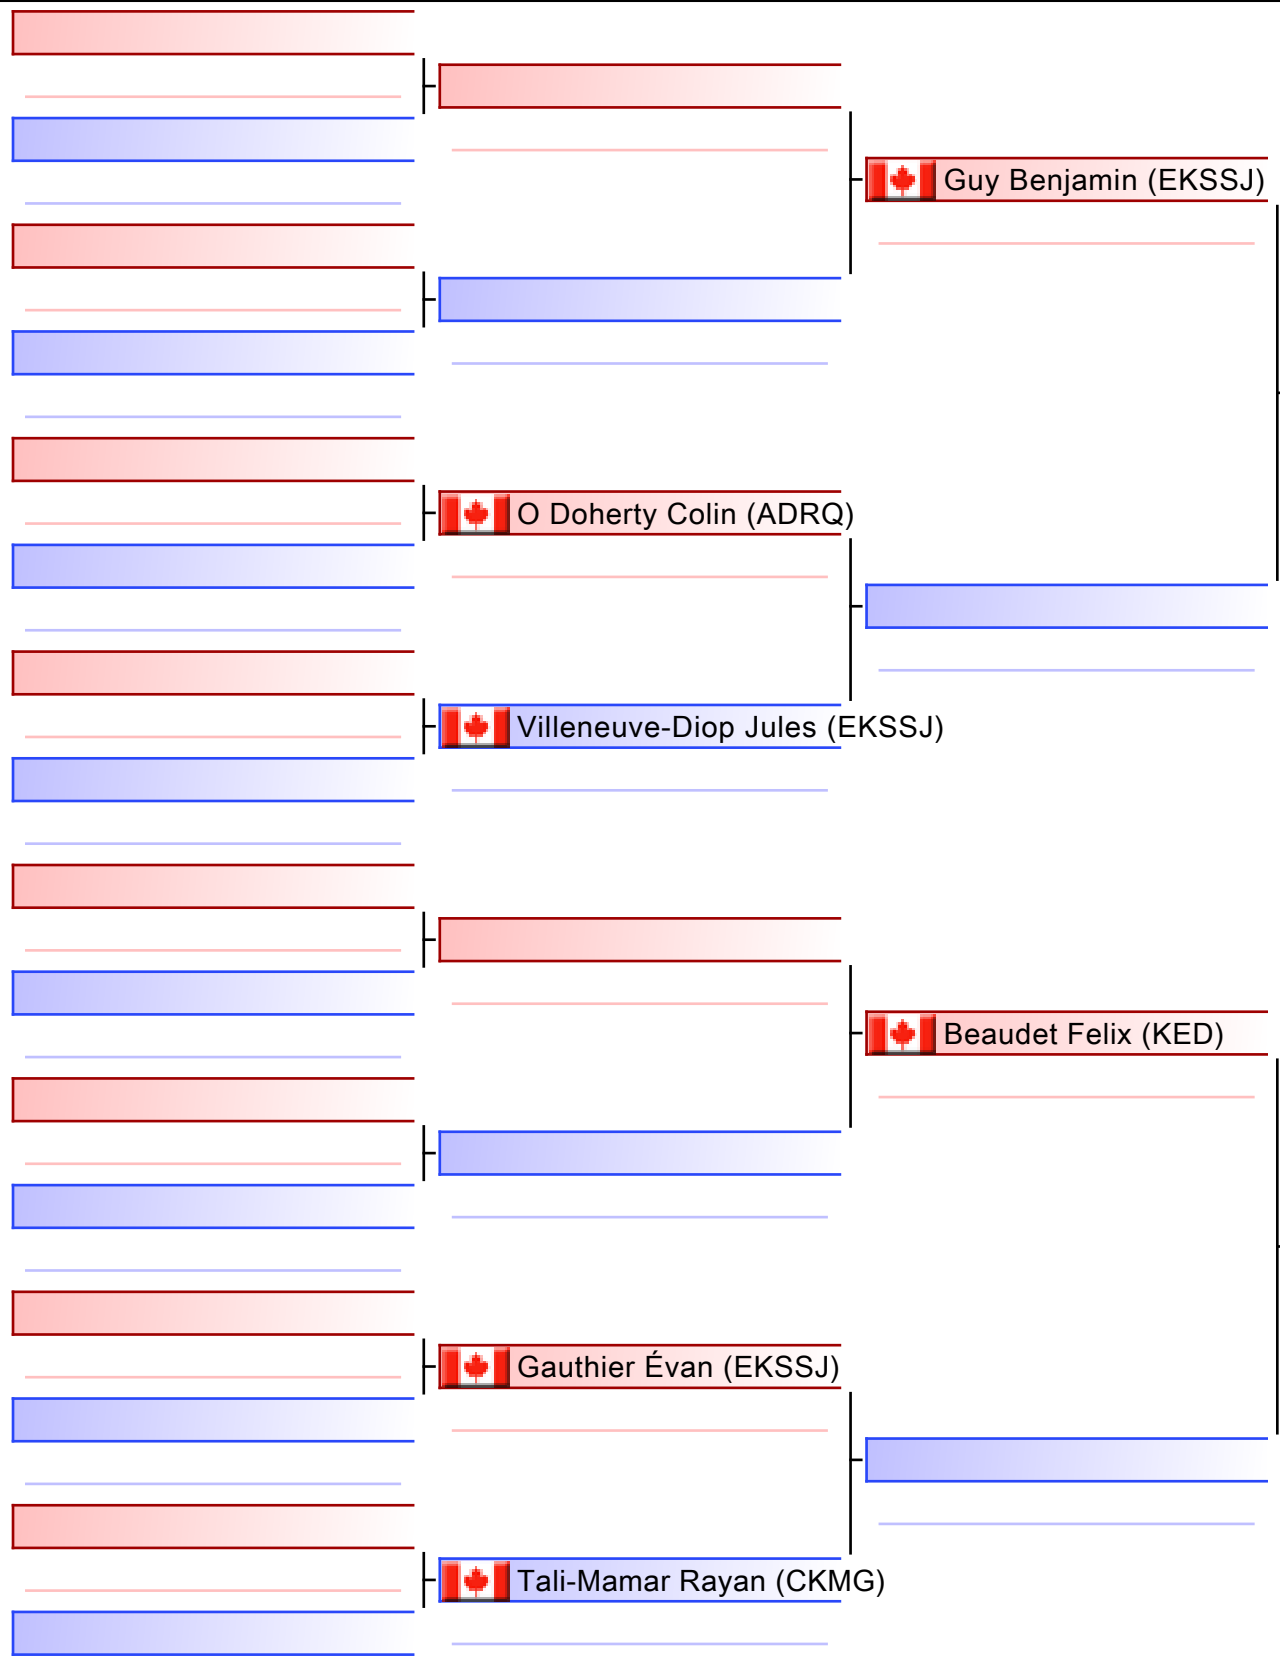 Guy Benjamin (EKSSJ)
O Doherty Colin (ADRQ)
Villeneuve-Diop Jules (EKSSJ)
Beaudet Felix (KED)
Gauthier Évan (EKSSJ)
Tali-Mamar Rayan (CKMG)